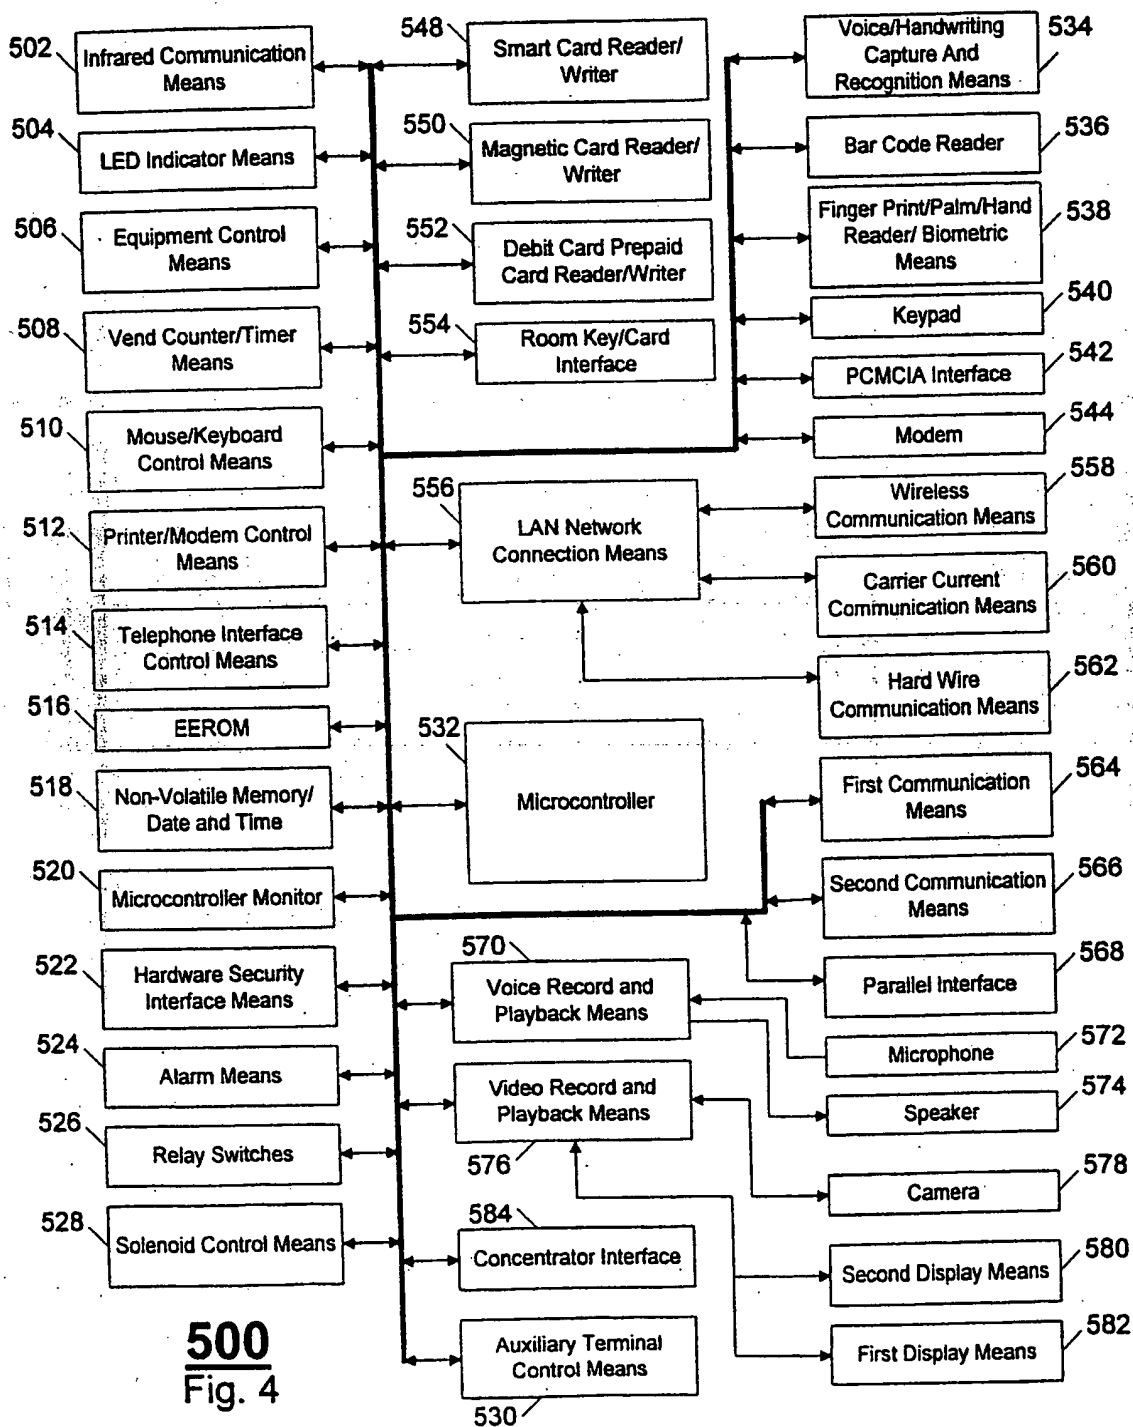 502
Infrared Communication
Means
504
LED Indicator Means
506
Equipment Control
Means
508
Vend Counter/Timer
Means
510
Mouse/Keyboard
Control Means
512
Printer/Modem Control
Means
514
Telephone Interface
Control Means
516
EEROM
518
Non-Volatile Memory/
Date and Time
520
Microcontroller Monitor
522
Hardware Security
Interface Means
524
Alarm Means
526
Relay Switches
528
Solenoid Control Means
548
Smart Card Reader/
Writer
550
Magnetic Card Reader/
Writer
552
Debit Card Prepaid
Card Reader/Writer
554
Room Key/Card
Interface
556
LAN Network
Connection Means
532
Microcontroller
570
Voice Record and
Playback Means
Video Record and
Playback Means
576
584
Concentrator Interface
Auxiliary Terminal
Control Means
530
Voice/Handwriting
Capture And
Recognition Means
534
Bar Code Reader
536
Finger Print/Palm/Hand
Reader/ Biometric
Means
538
Keypad
540
PCMCIA Interface
542
Modem
544
Wireless
Communication Means
558
Carrier Current
Communication Means
560
Hard Wire
Communication Means
562
First Communication
Means
564
Second Communication
Means
566
Parallel Interface
568
Microphone
572
Speaker
574
Camera
578
Second Display Means
580
First Display Means
582
500
Fig. 4